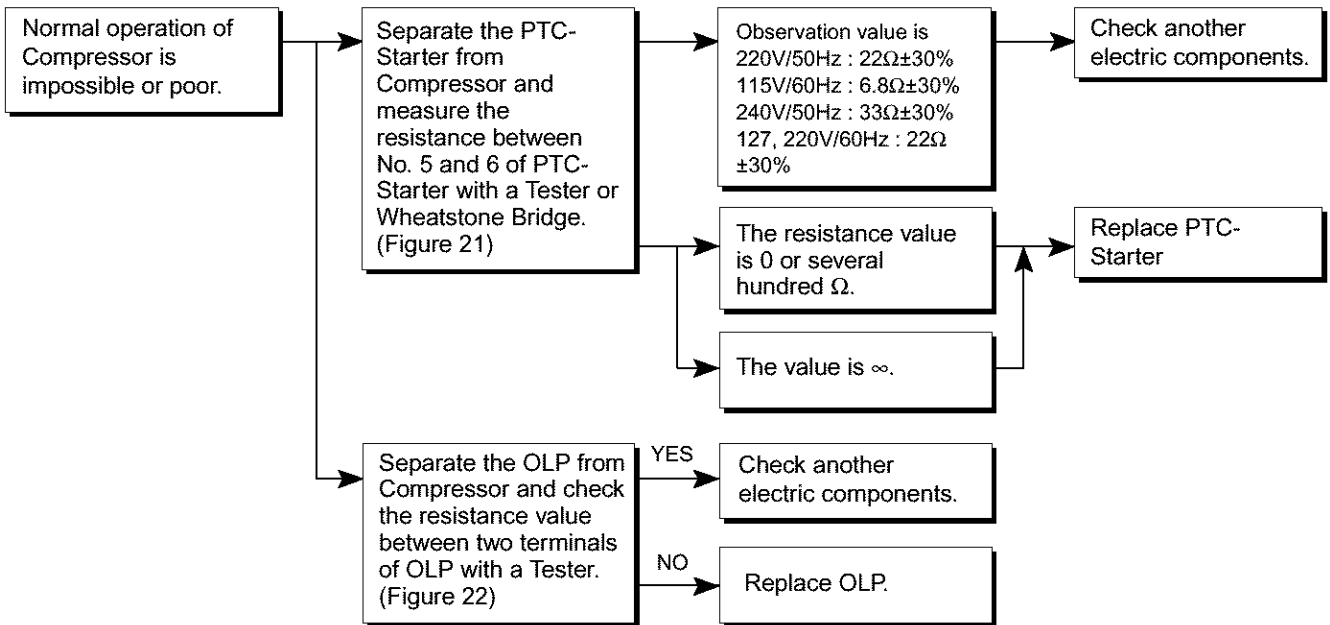 Normal operation of
Compressor is
impossible or poor.
Separate the PTC-
Starter from
Compressor and
measure the
resistance between
No. 5 and 6 of PTC-
Starter with a Tester or
Wheatstone Bridge.
(Figure 21)
Observation value is
220V/50Hz : 22Ω±30%
115V/60Hz : 6.8Ω±30%
240V/50Hz : 33Ω±30%
127, 220V/60Hz : 22Ω
±30%
Check another
electric components.
The resistance value
is 0 or several
hundred Ω.
Replace PTC-
Starter
The value is ∞.
Separate the OLP from
Compressor and check
the resistance value
between two terminals
of OLP with a Tester.
(Figure 22)
YES
Check another
electric components.
NO
Replace OLP.